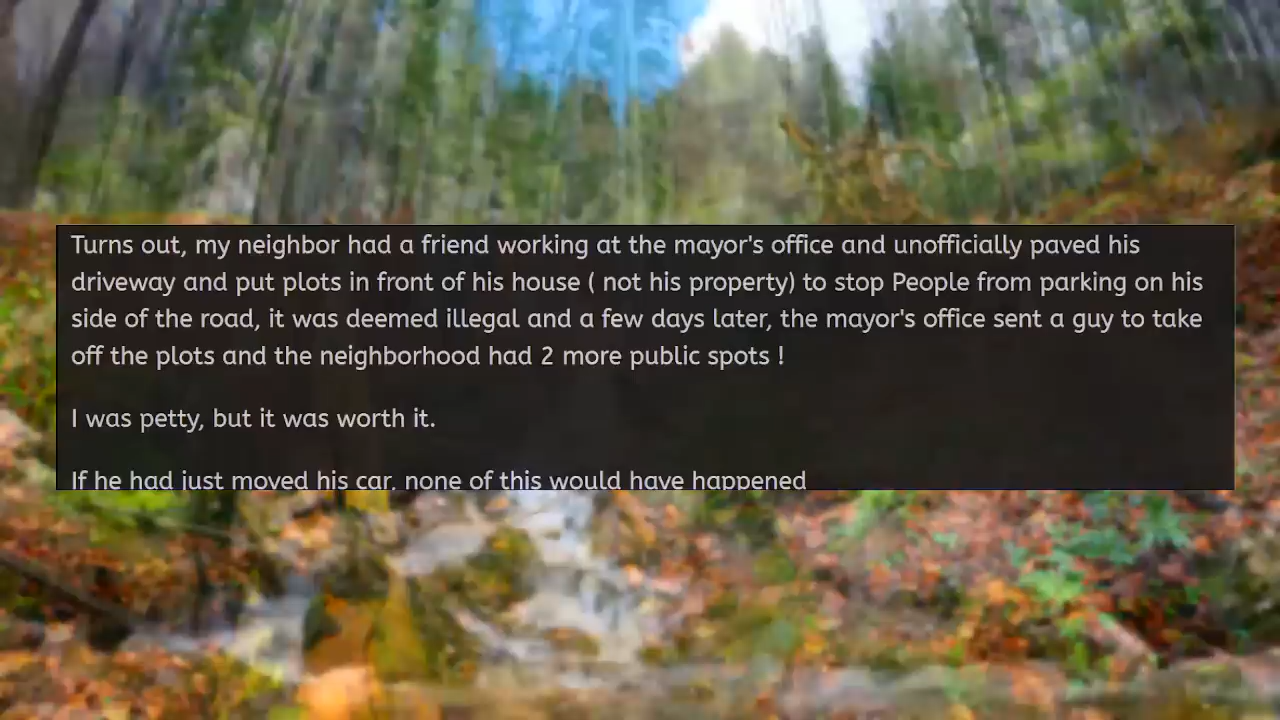 Turns out, my neighbor had a friend working at the mayor's office and unofficially paved his
driveway and put plots in front of his house ( not his property) to stop People from parking on his
side of the road, it was deemed illegal and a few days later, the mayor's office sent a guy to take
off the plots and the neighborhood had 2 more public spots !
I was petty, but it was worth it.
If he had just moved his car, none of this would have happened